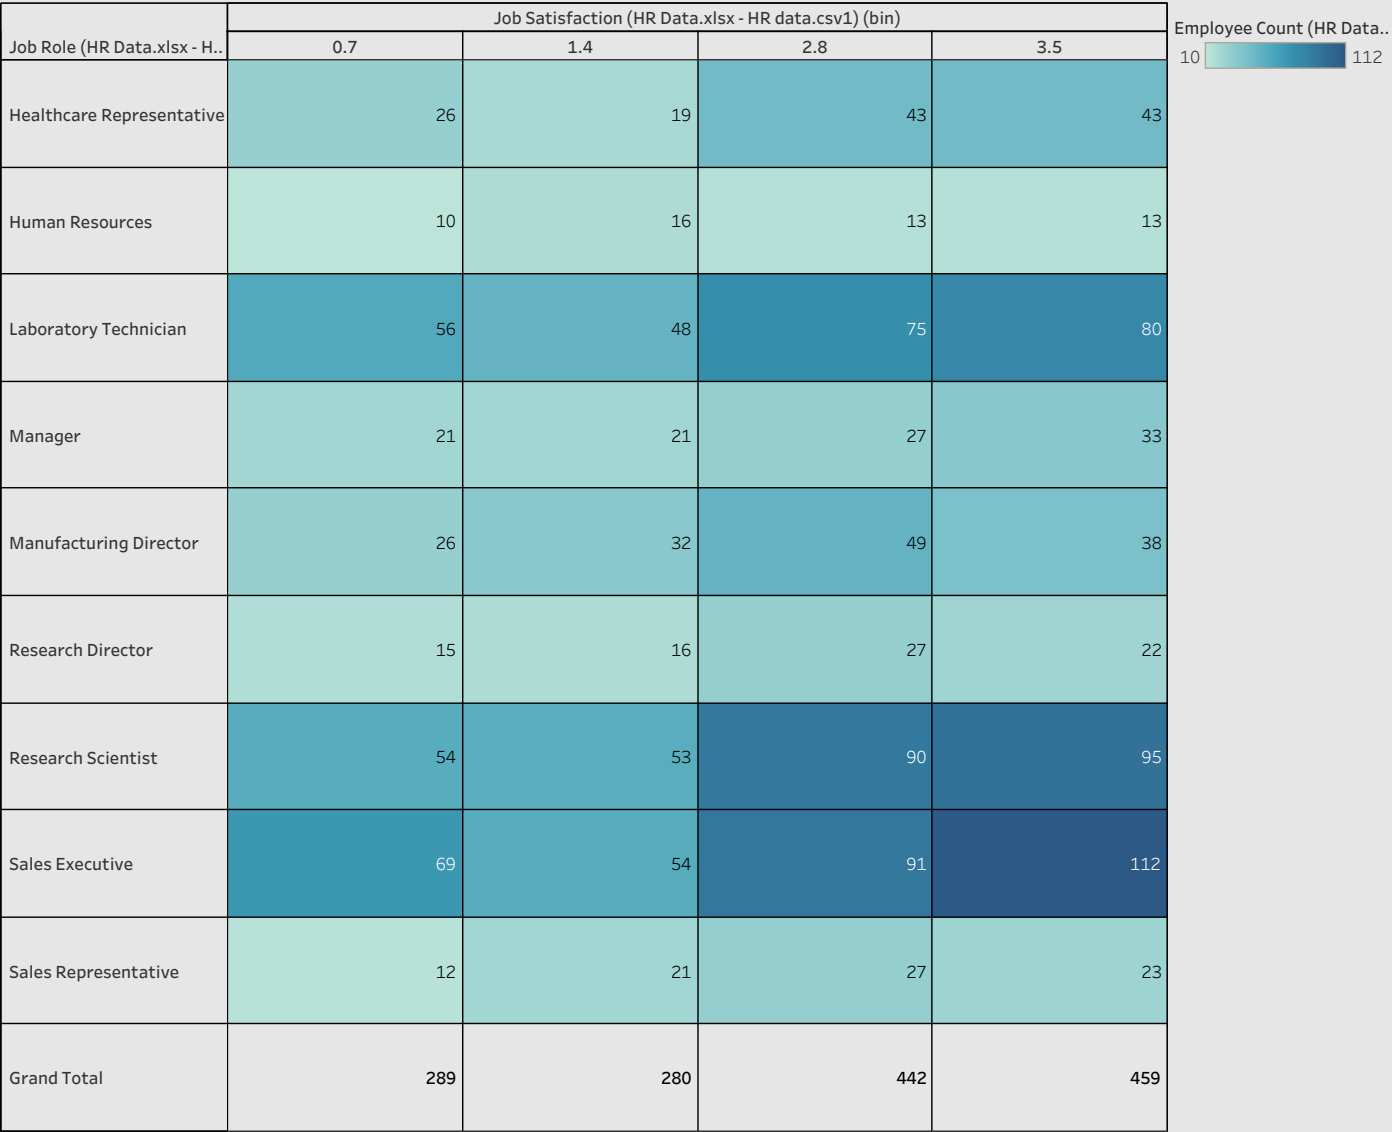 Job Satisfaction (HR Data.xlsx - HR data.csv1) (bin)
Job Role (HR Data.xlsx - H.. 0.7 1.4 2.8 3.5
Healthcare Representative 26 19 43 43
Human Resources 10 16 13 13
Laboratory Technician 56 48 75 80
Manager 21 21 27 33
Manufacturing Director 26 32 49 38
Research Director 15 16 27 22
Research Scientist 54 53 90 95
Sales Executive 69 54 91 112
Sales Representative 12 21 27 23
Grand Total 289 280 442 459
Employee Count (HR Data..
10 112